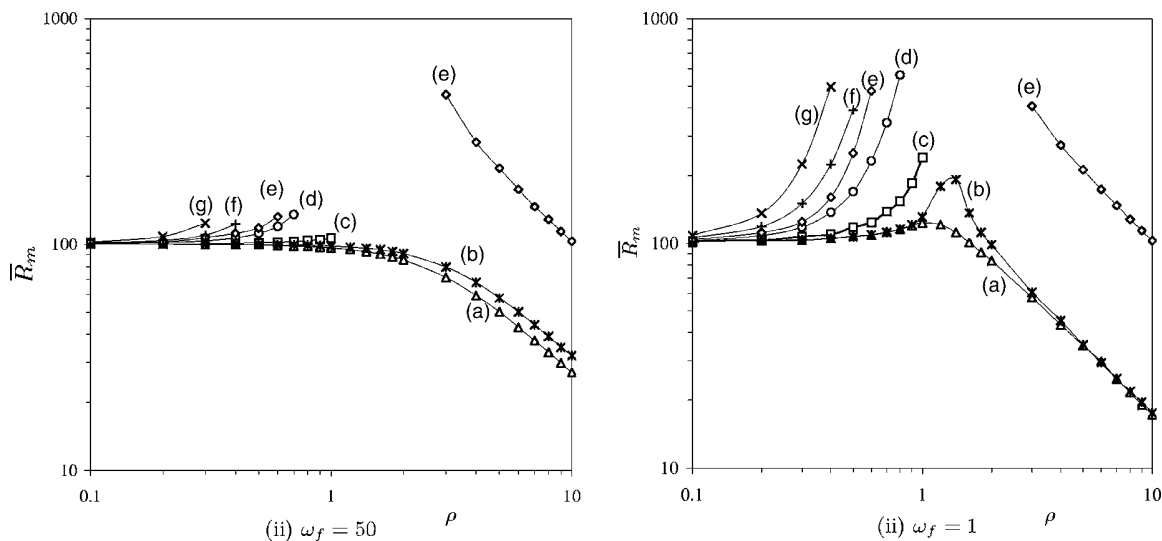 1000
100
10
R̅m
0.1
1
10
ρ
(a)
(b)
(c)
(d)
(e)
(f)
(g)
(e)
(ii) ωf = 50
1000
100
10
R̅m
0.1
1
10
ρ
(a)
(b)
(c)
(d)
(e)
(f)
(g)
(e)
(ii) ωf = 1